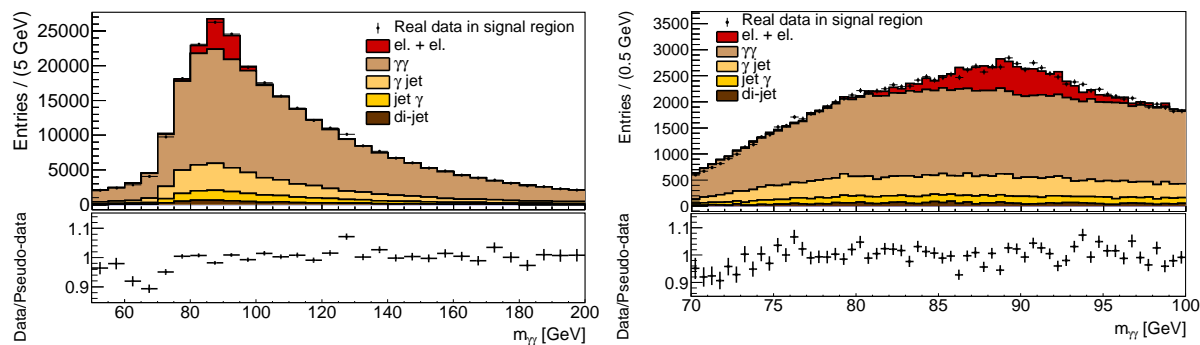 Entries / (5 GeV)
25000
20000
15000
10000
5000
0
Real data in signal region
el. + el.
γγ
γ jet
jet γ
di-jet
Data/Pseudo-data
1.1
1
0.9
60 80 100 120 140 160 180 200
mγγ [GeV]
Entries / (0.5 GeV)
3500
3000
2500
2000
1500
1000
500
0
Real data in signal region
el. + el.
γγ
γ jet
jet γ
di-jet
Data/Pseudo-data
1.1
1
0.9
70 75 80 85 90 95 100
mγγ [GeV]